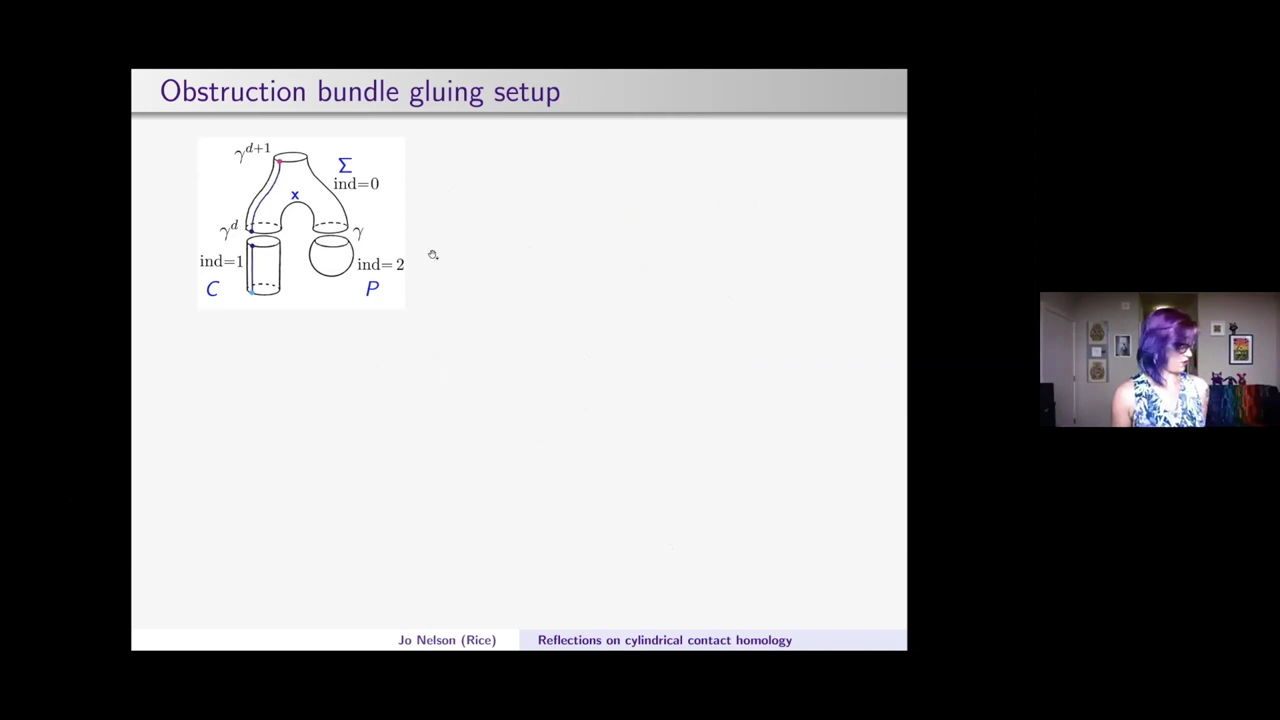 Obstruction bundle gluing setup
γ^{d+1}
Σ
ind=0
x
γ^d
γ
ind=1
ind=2
C
P
Jo Nelson (Rice)
Reflections on cylindrical contact homology